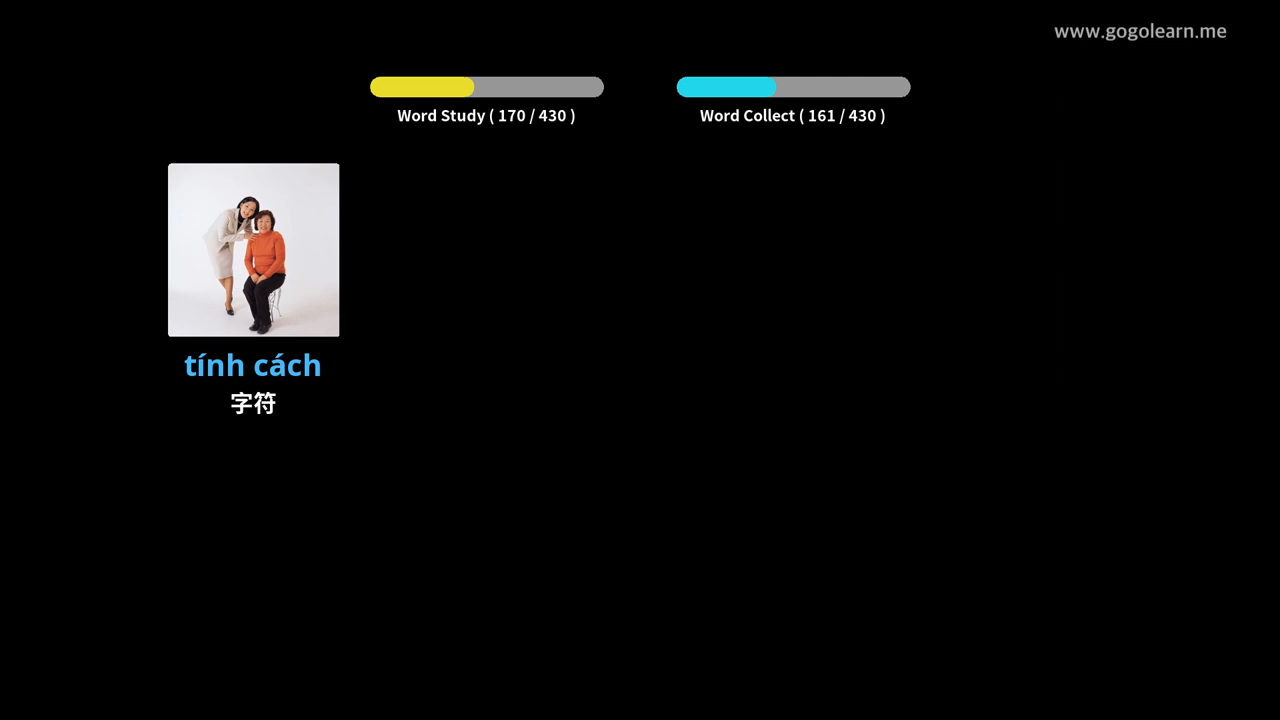 www.gogolearn.me
Word Study ( 170 / 430 )
Word Collect ( 161 / 430 )
tính cách
字符